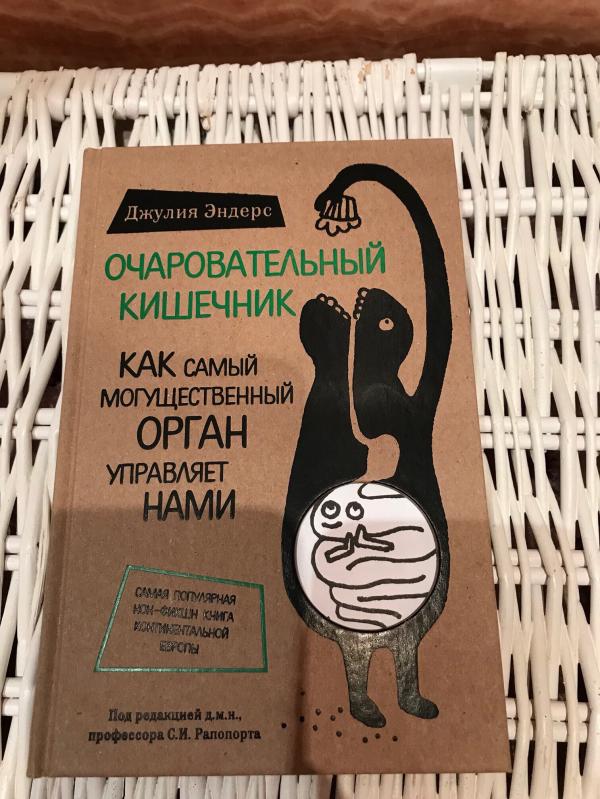 Джулия Эндерс
ОЧАРОВАТЕЛЬНЫЙ
КИШЕЧНИК
КАК САМЫЙ
МОГУЩЕСТВЕННЫЙ
ОРГАН
УПРАВЛЯЕТ
НАМИ
САМАЯ ПОПУЛЯРНАЯ
НОН-ФИКШН КНИГА
КОНТИНЕНТАЛЬНОЙ
ЕВРОПЫ
Под редакцией д.м.н.,
профессора С.И. Рапопорта